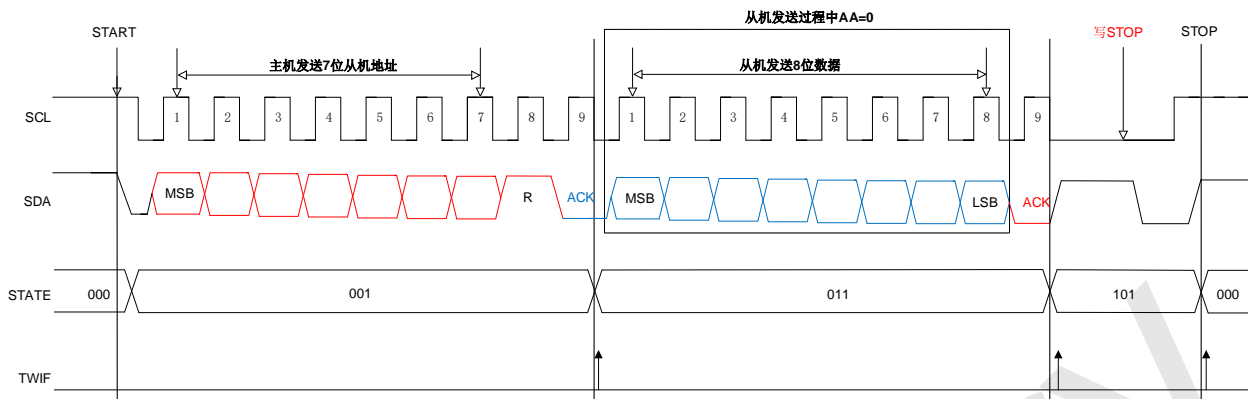 从机发送过程中AA=0
START 写STOP STOP
主机发送7位从机地址 从机发送8位数据
SCL 1 2 3 4 5 6 7 8 9 1 2 3 4 5 6 7 8 9
SDA MSB R ACK MSB LSB ACK
STATE 000 001 011 101 000
TWIF